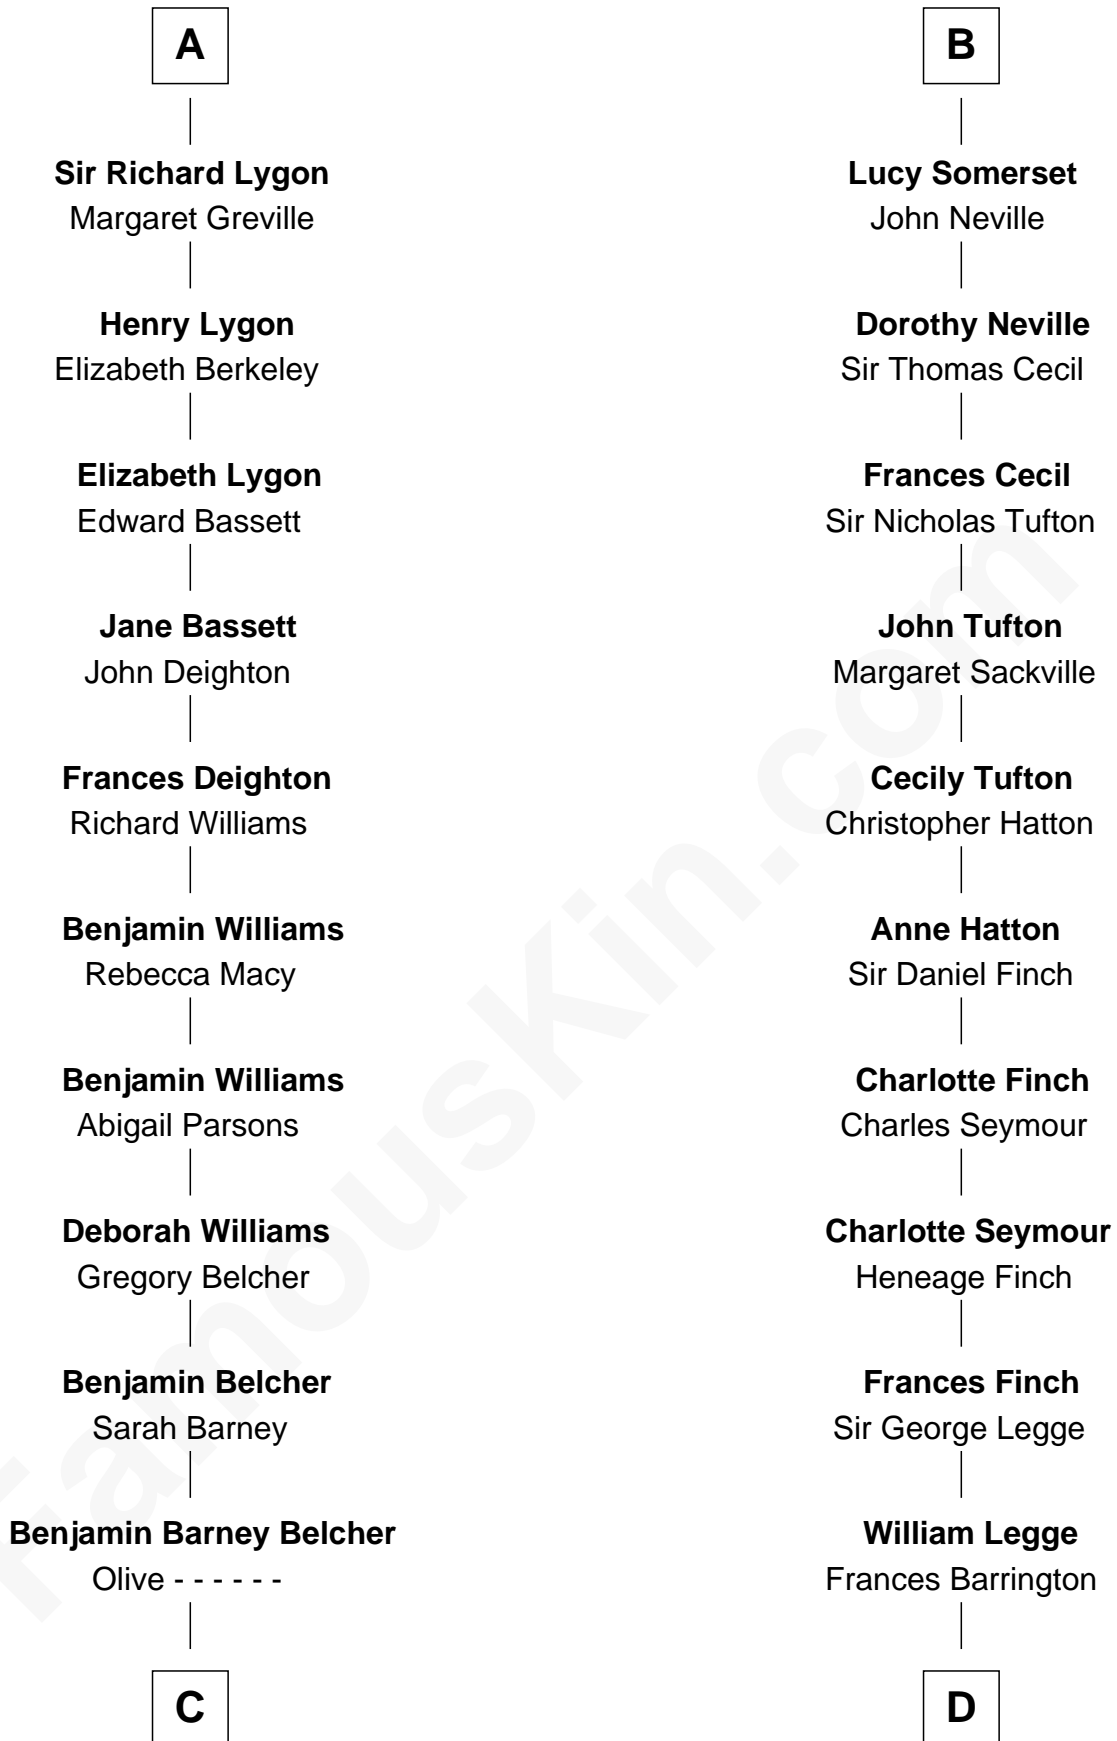 A
Sir Richard Lygon
Margaret Greville
Henry Lygon
Elizabeth Berkeley
Elizabeth Lygon
Edward Bassett
Jane Bassett
John Deighton
Frances Deighton
Richard Williams
Benjamin Williams
Rebecca Macy
Benjamin Williams
Abigail Parsons
Deborah Williams
Gregory Belcher
Benjamin Belcher
Sarah Barney
Benjamin Barney Belcher
Olive - - - - - -
C
B
Lucy Somerset
John Neville
Dorothy Neville
Sir Thomas Cecil
Frances Cecil
Sir Nicholas Tufton
John Tufton
Margaret Sackville
Cecily Tufton
Christopher Hatton
Anne Hatton
Sir Daniel Finch
Charlotte Finch
Charles Seymour
Charlotte Seymour
Heneage Finch
Frances Finch
Sir George Legge
William Legge
Frances Barrington
D
FamousKin.com